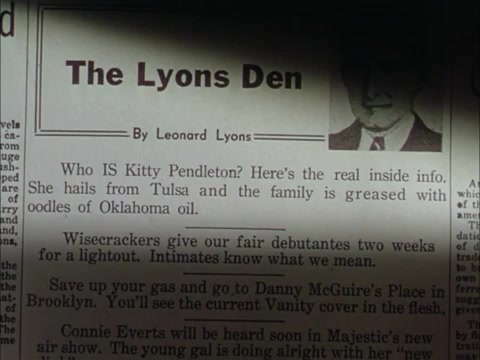 The Lyons Den
By Leonard Lyons
Who IS Kitty Pendleton? Here's the real inside info.
She hails from Tulsa and the family is greased with
oodles of Oklahoma oil.
Wisecrackers give our fair debutantes two weeks
for a lightout. Intimates know what we mean.
Save up your gas and go to Danny McGuire's Place in
Brooklyn. You'll see the current Vanity cover in the flesh.
Connie Everts will be heard soon in Majestic's new
air show. The young gal is doing alright with her "new